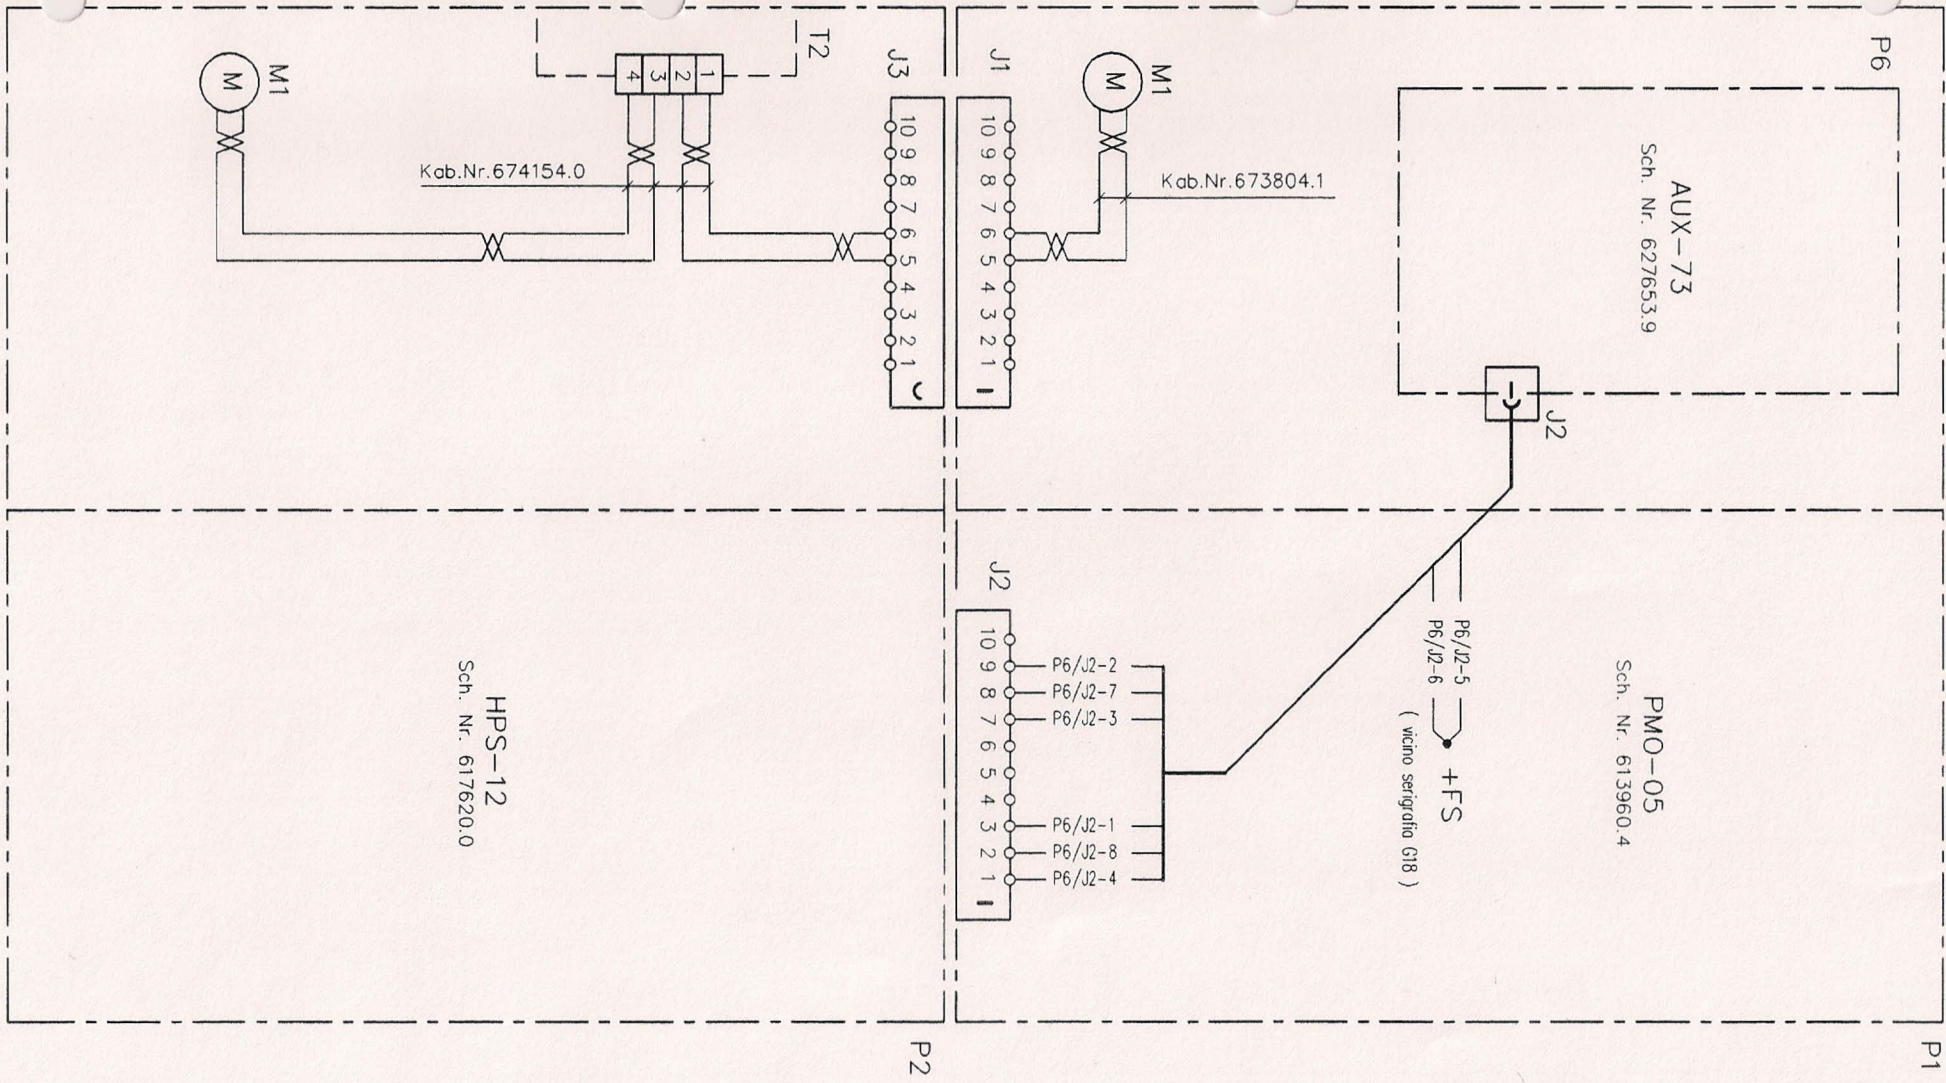 P6
AUX-73
Sch. Nr. 627653.9
J2
M1
M
Kab.Nr.673804.1
J1
10 9 8 7 6 5 4 3 2 1
J3
10 9 8 7 6 5 4 3 2 1
T2
1 2 3 4
Kab.Nr.674154.0
M1
M
PMO-05
Sch. Nr. 613960.4
P6/J2-5
P6/J2-6
+FS
( vicino serigrafia G18 )
J2
10 9 8 7 6 5 4 3 2 1
P6/J2-2
P6/J2-7
P6/J2-3
P6/J2-1
P6/J2-8
P6/J2-4
HPS-12
Sch. Nr. 617620.0
P1
P2